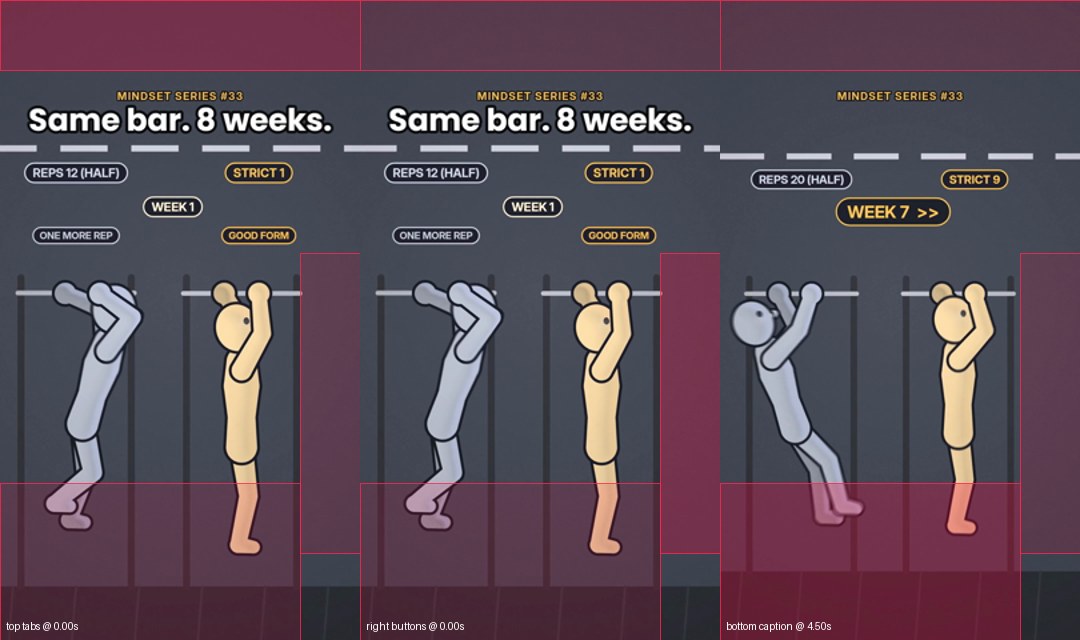 MINDSET SERIES #33
Same bar. 8 weeks.
REPS 12 (HALF)
STRICT 1
WEEK 1
ONE MORE REP
GOOD FORM
top tabs @ 0.00s
MINDSET SERIES #33
Same bar. 8 weeks.
REPS 12 (HALF)
STRICT 1
WEEK 1
ONE MORE REP
GOOD FORM
right buttons @ 0.00s
MINDSET SERIES #33
REPS 20 (HALF)
STRICT 9
WEEK 7 >>
bottom caption @ 4.50s